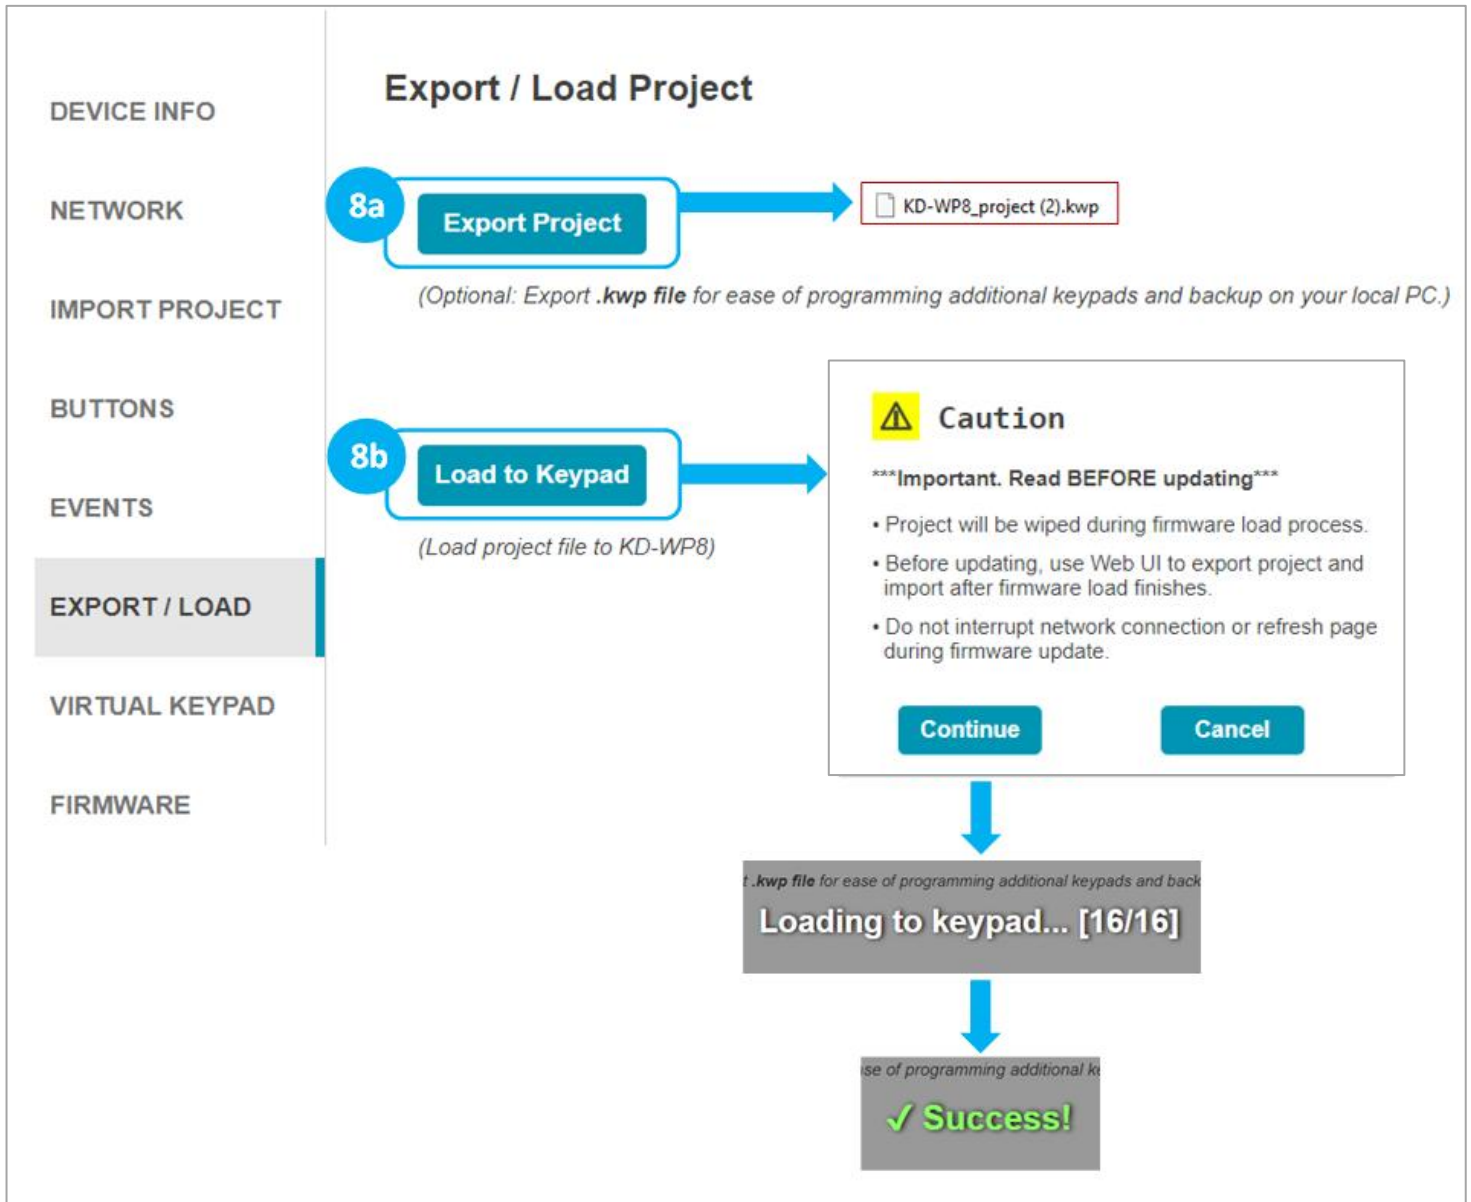 DEVICE INFO
NETWORK
IMPORT PROJECT
BUTTONS
EVENTS
EXPORT / LOAD
VIRTUAL KEYPAD
FIRMWARE
Export / Load Project
8a
Export Project
KD-WP8_project (2).kwp
(Optional: Export .kwp file for ease of programming additional keypads and backup on your local PC.)
8b
Load to Keypad
(Load project file to KD-WP8)
Caution
***Important. Read BEFORE updating***
• Project will be wiped during firmware load process.
• Before updating, use Web UI to export project and
import after firmware load finishes.
• Do not interrupt network connection or refresh page
during firmware update.
Continue
Cancel
t .kwp file for ease of programming additional keypads and back
Loading to keypad... [16/16]
se of programming additional ke
✓ Success!